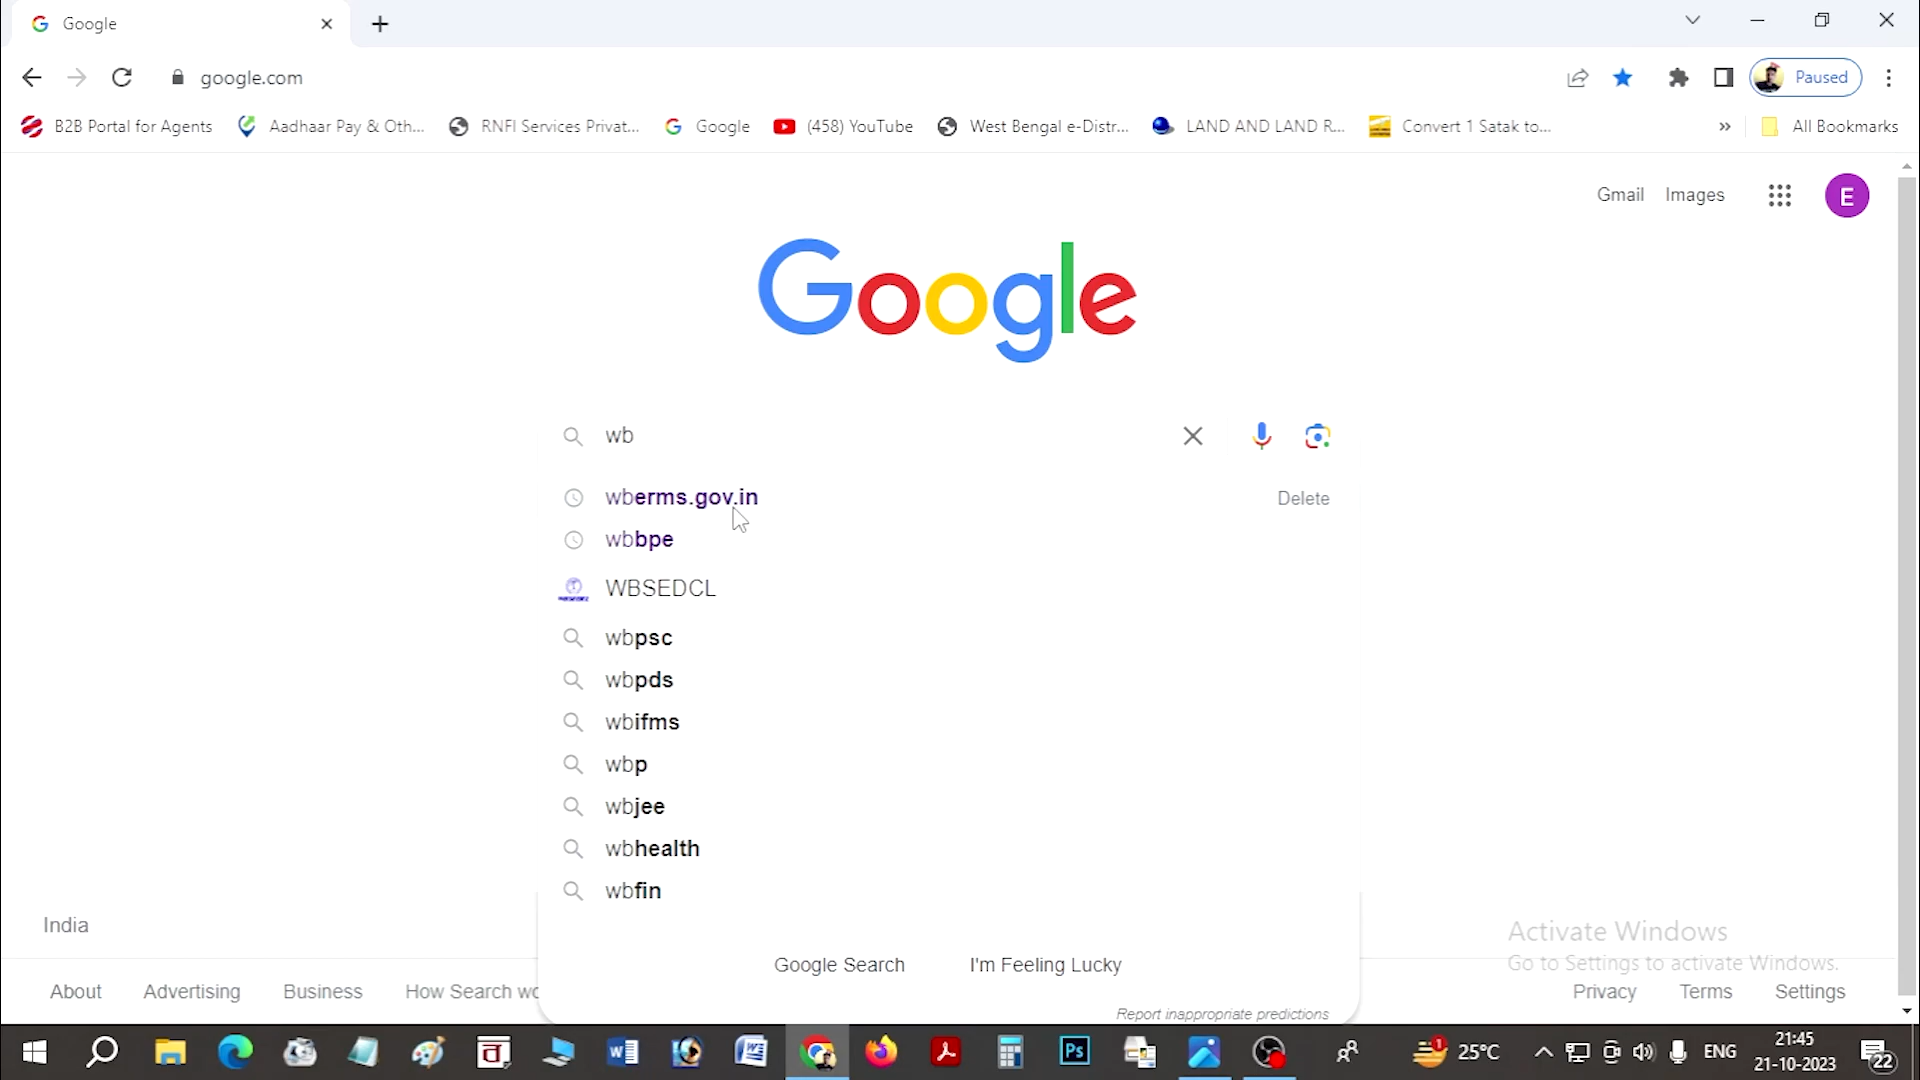 Google
google.com
Paused
B2B Portal for Agents
Aadhaar Pay & Oth...
RNFI Services Privat...
Google
(458) YouTube
West Bengal e-Distr...
LAND AND LAND R...
Convert 1 Satak to...
»
All Bookmarks
Gmail Images
E
Google
wb
wberms.gov.in
Delete
wbbpe
WBSEDCL
wbpsc
wbpds
wbifms
wbp
wbjee
wbhealth
wbfin
India
Google Search I'm Feeling Lucky
Report inappropriate predictions
Activate Windows
Go to Settings to activate Windows.
About Advertising Business How Search wo
Privacy Terms Settings
Ps
1
25°C
ENG
21:45
21-10-2023
22